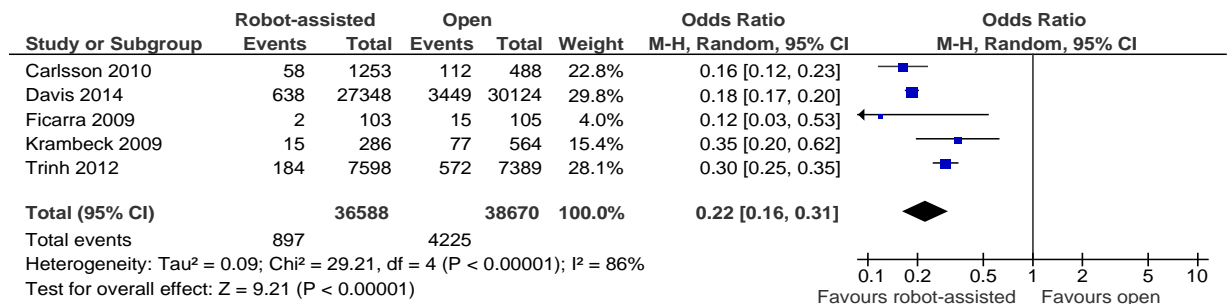 Robot-assisted Open Odds Ratio Odds Ratio
Study or Subgroup Events Total Events Total Weight M-H, Random, 95% CI M-H, Random, 95% CI
Carlsson 2010 58 1253 112 488 22.8% 0.16 [0.12, 0.23]
Davis 2014 638 27348 3449 30124 29.8% 0.18 [0.17, 0.20]
Ficarra 2009 2 103 15 105 4.0% 0.12 [0.03, 0.53]
Krambeck 2009 15 286 77 564 15.4% 0.35 [0.20, 0.62]
Trinh 2012 184 7598 572 7389 28.1% 0.30 [0.25, 0.35]
Total (95% CI) 36588 38670 100.0% 0.22 [0.16, 0.31]
Total events 897 4225
Heterogeneity: Tau² = 0.09; Chi² = 29.21, df = 4 (P < 0.00001); I² = 86%
Test for overall effect: Z = 9.21 (P < 0.00001)
0.1 0.2 0.5 1 2 5 10
Favours robot-assisted Favours open